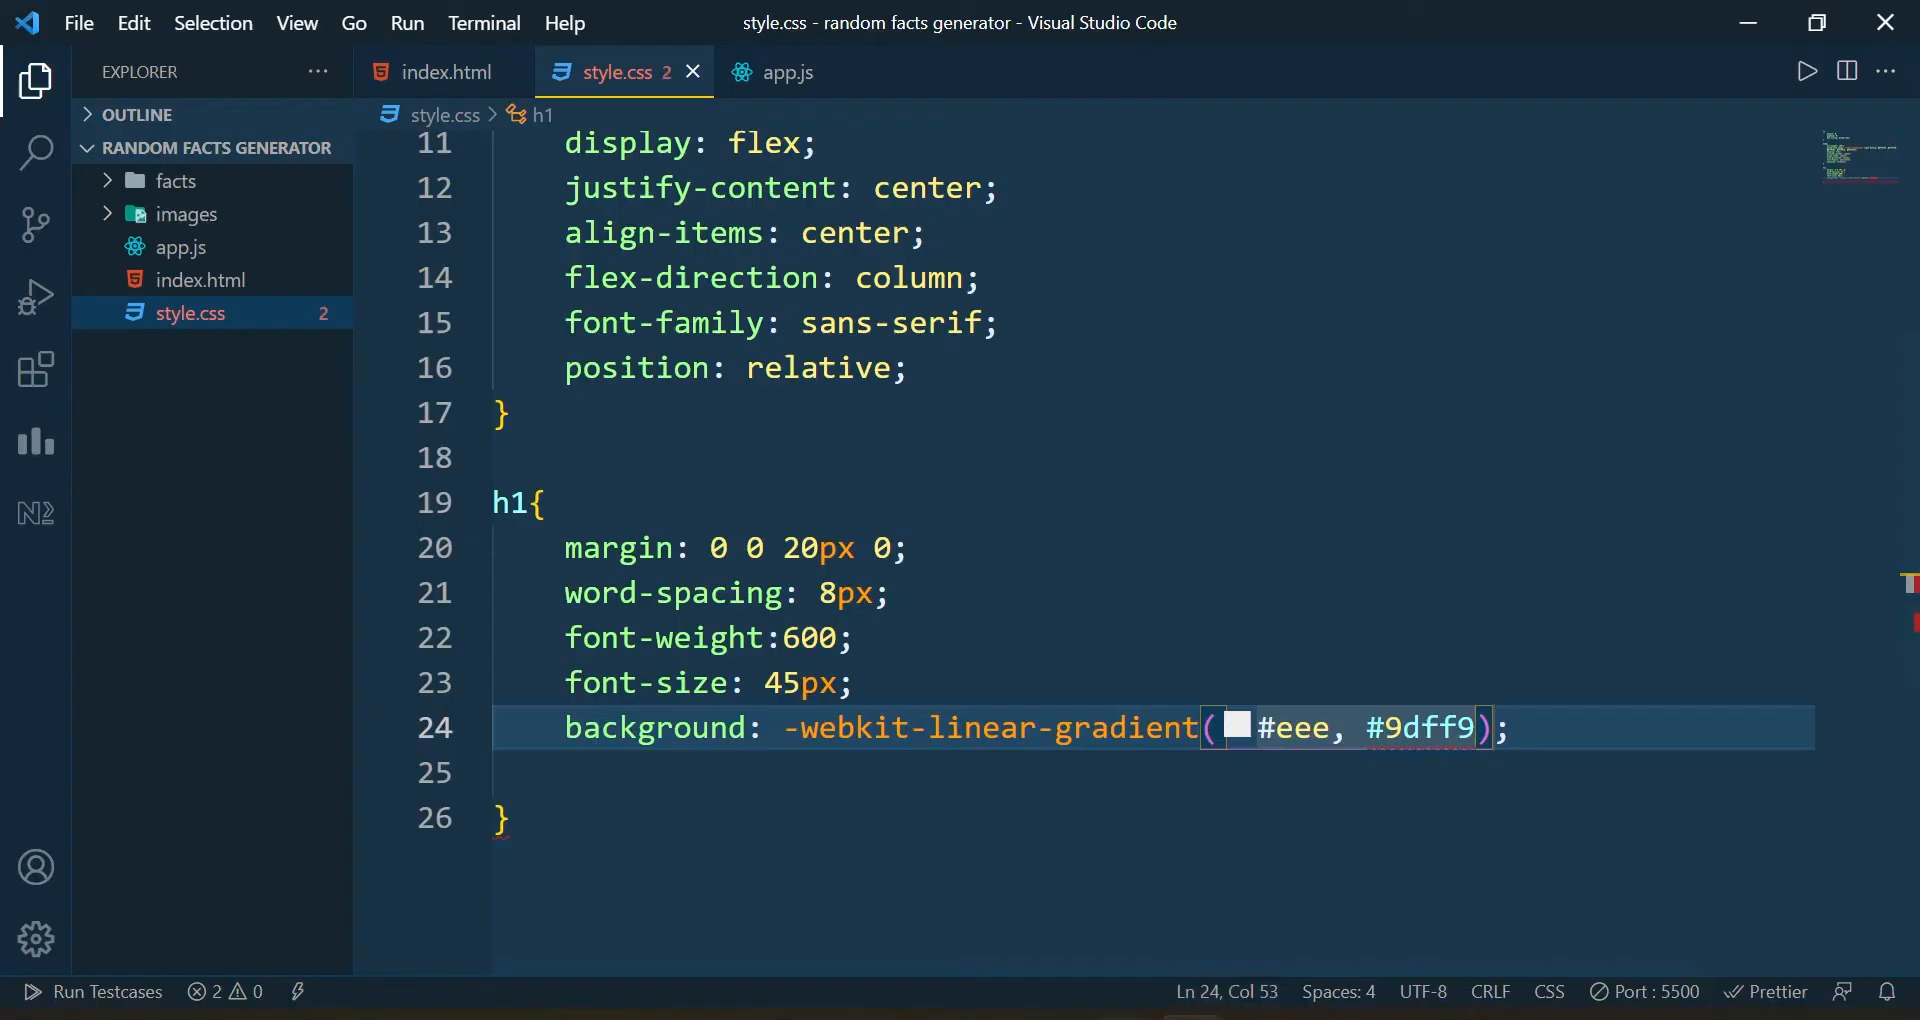 File Edit Selection View Go Run Terminal Help
style.css - random facts generator - Visual Studio Code
EXPLORER
OUTLINE
RANDOM FACTS GENERATOR
facts
images
app.js
index.html
style.css 2
index.html style.css 2 app.js
style.css > h1
11 display: flex;
12 justify-content: center;
13 align-items: center;
14 flex-direction: column;
15 font-family: sans-serif;
16 position: relative;
17 }
18
19 h1{
20 margin: 0 0 20px 0;
21 word-spacing: 8px;
22 font-weight:600;
23 font-size: 45px;
24 background: -webkit-linear-gradient(#eee, #9dff9);
25
26 }
Run Testcases 2 0 Ln 24, Col 53 Spaces: 4 UTF-8 CRLF CSS Port : 5500 Prettier